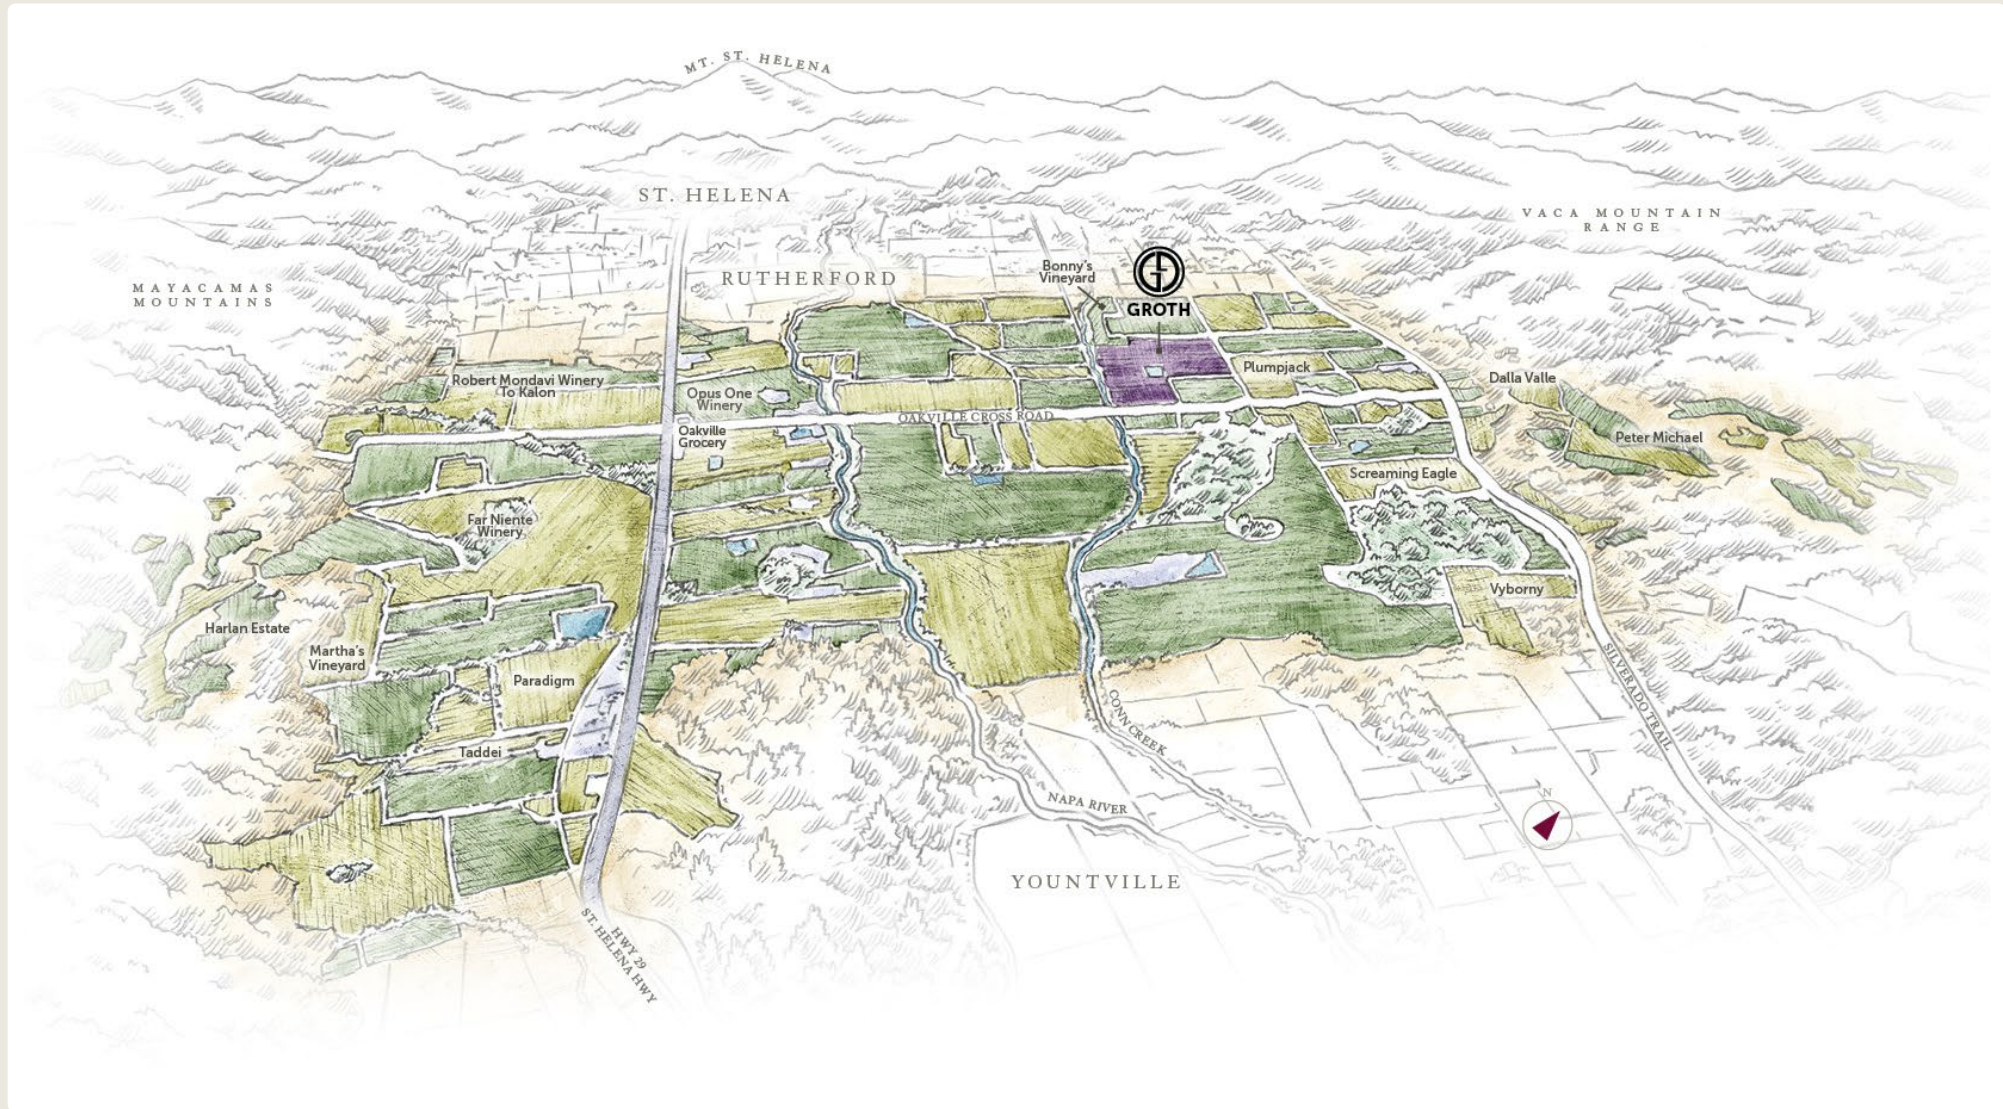 MT. ST. HELENA
ST. HELENA
VACA MOUNTAIN
RANGE
RUTHERFORD
Bonny's
Vineyard
MAYACAMAS
MOUNTAINS
GROTH
Robert Mondavi Winery
To Kalon
Opus One
Winery
Plumpjack
Dalla Valle
OAKVILLE CROSS ROAD
Oakville
Grocery
Peter Michael
Screaming Eagle
Far Niente
Winery
Vyborny
Harlan Estate
Martha's
Vineyard
Paradigm
SILVERADO TRAIL
CONN CREEK
Taddei
NAPA RIVER
N
YOUNTVILLE
HWY 29
ST. HELENA HWY